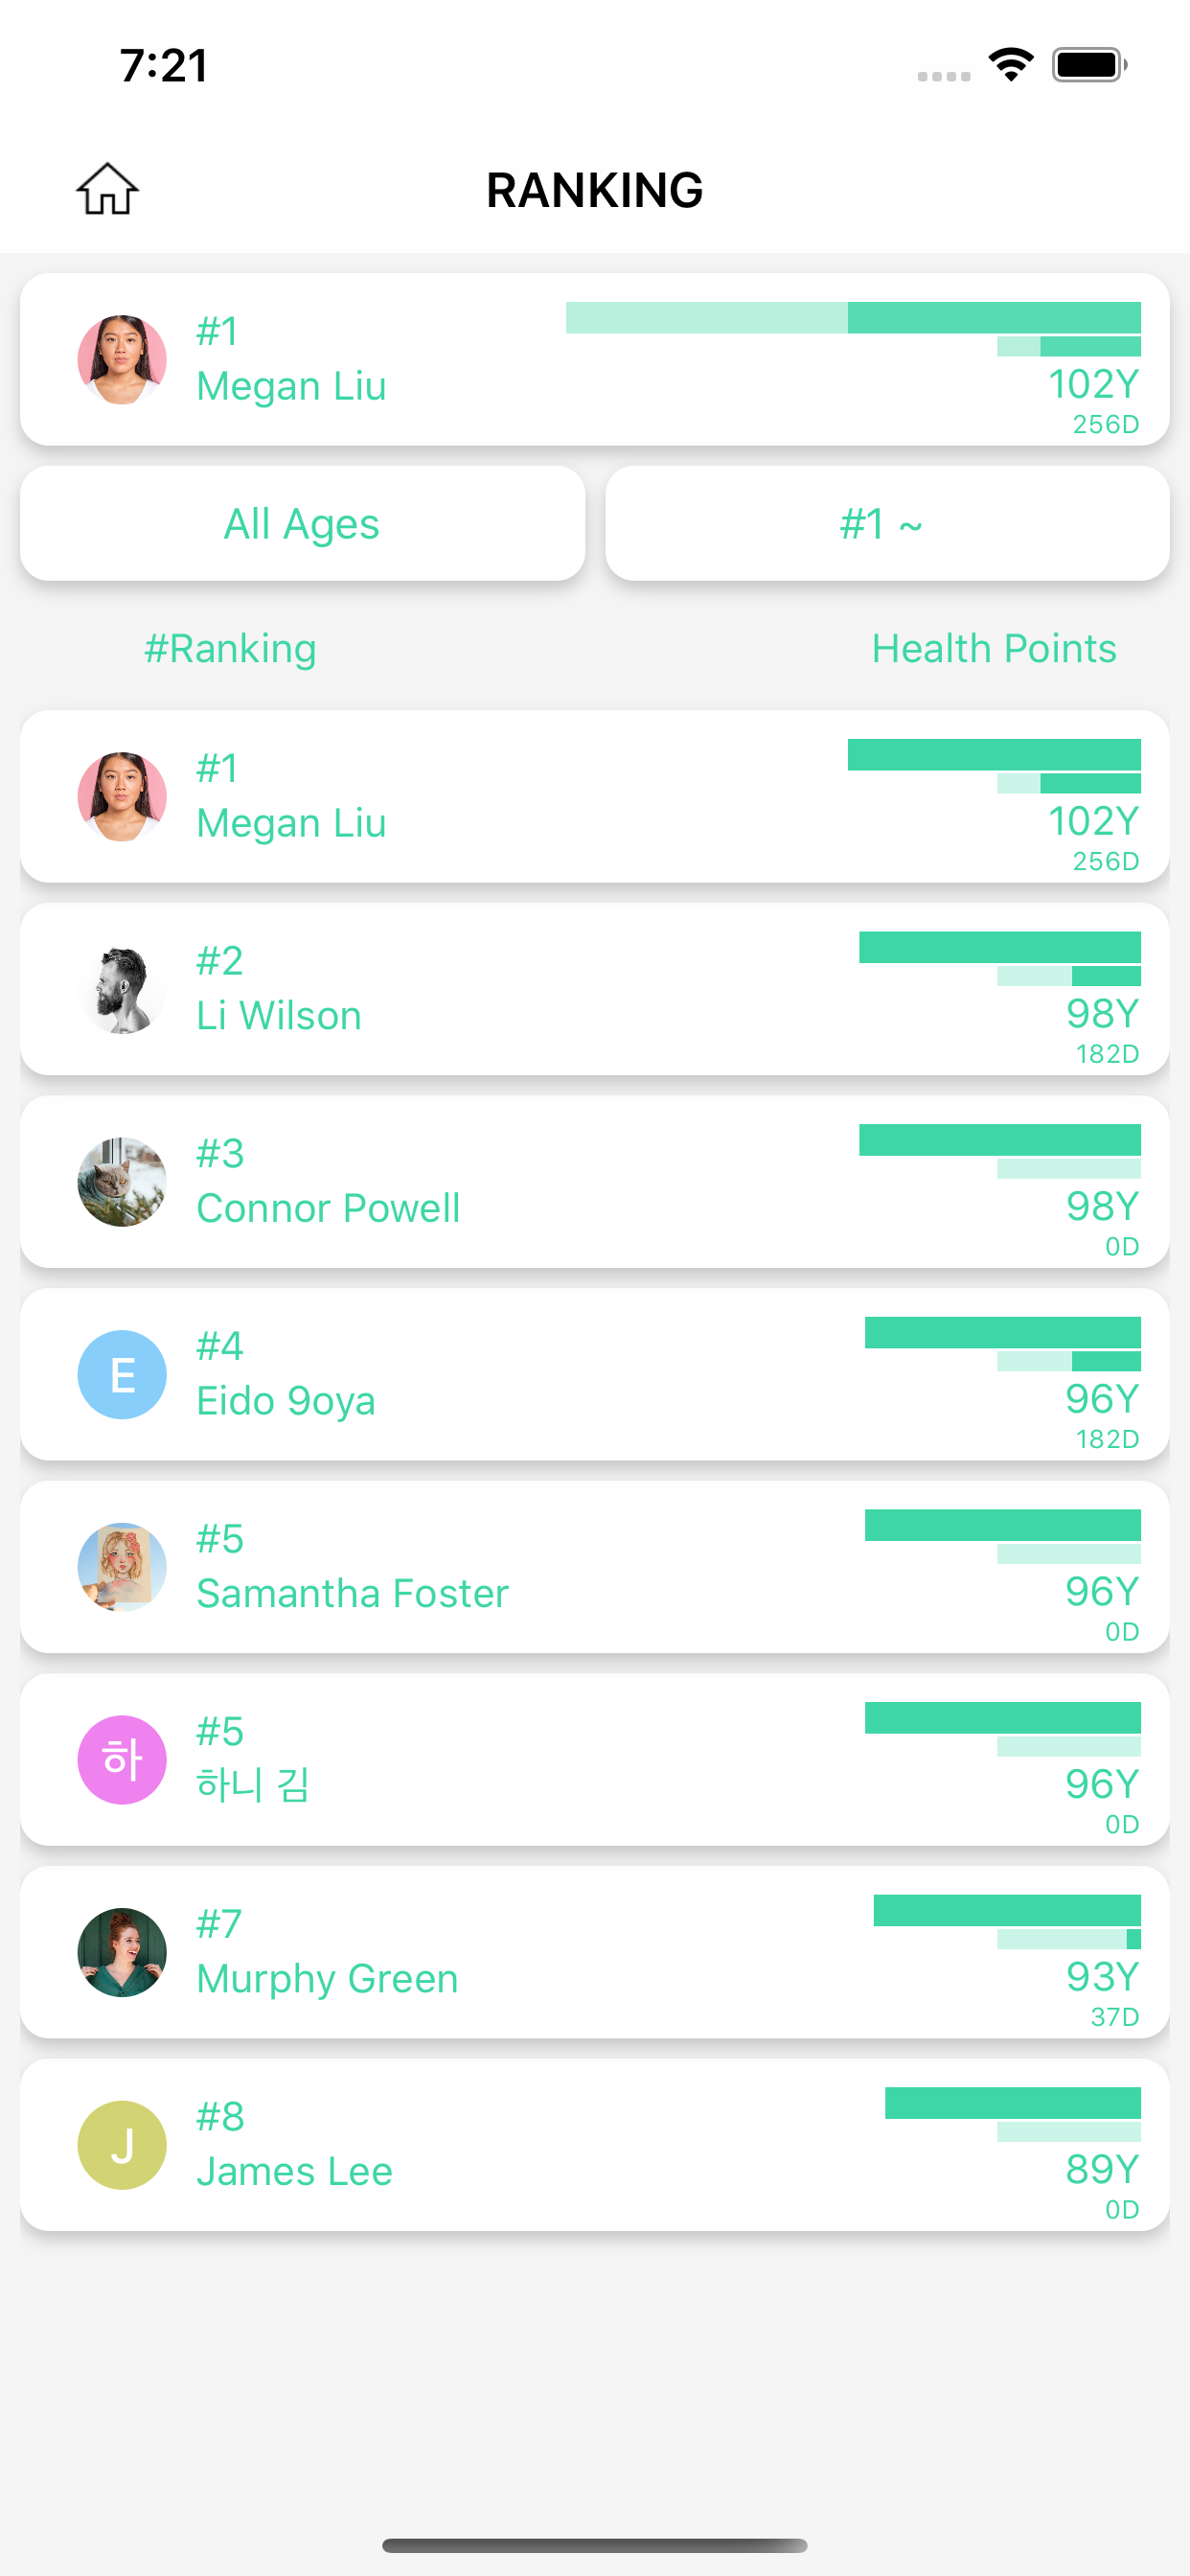 7:21
RANKING
#1
Megan Liu
102Y
256D
All Ages
#1 ~
#Ranking
Health Points
#1
Megan Liu
102Y
256D
#2
Li Wilson
98Y
182D
#3
Connor Powell
98Y
0D
E
#4
Eido 9oya
96Y
182D
#5
Samantha Foster
96Y
0D
하
#5
하니 김
96Y
0D
#7
Murphy Green
93Y
37D
J
#8
James Lee
89Y
0D